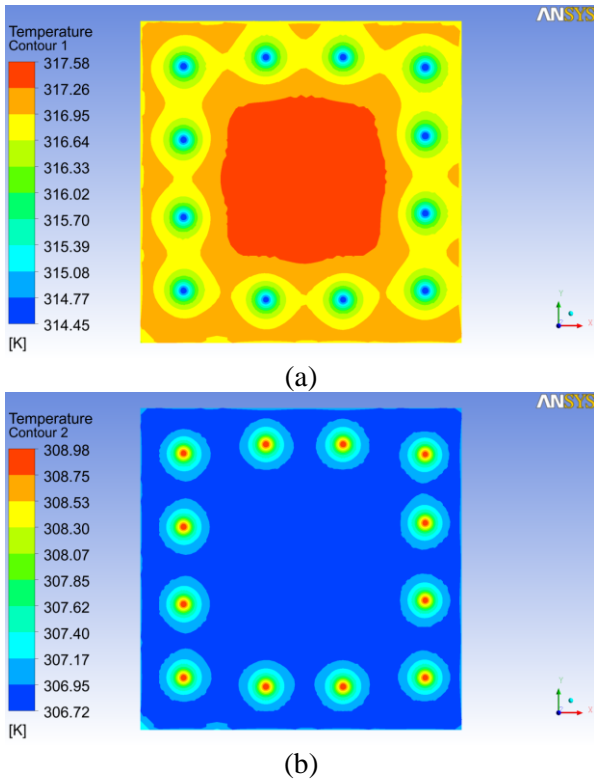 ANSYS
Temperature
Contour 1
317.58
317.26
316.95
316.64
316.33
316.02
315.70
315.39
315.08
314.77
314.45
[K]
Y
X
(a)
ANSYS
Temperature
Contour 2
308.98
308.75
308.53
308.30
308.07
307.85
307.62
307.40
307.17
306.95
306.72
[K]
Y
X
(b)